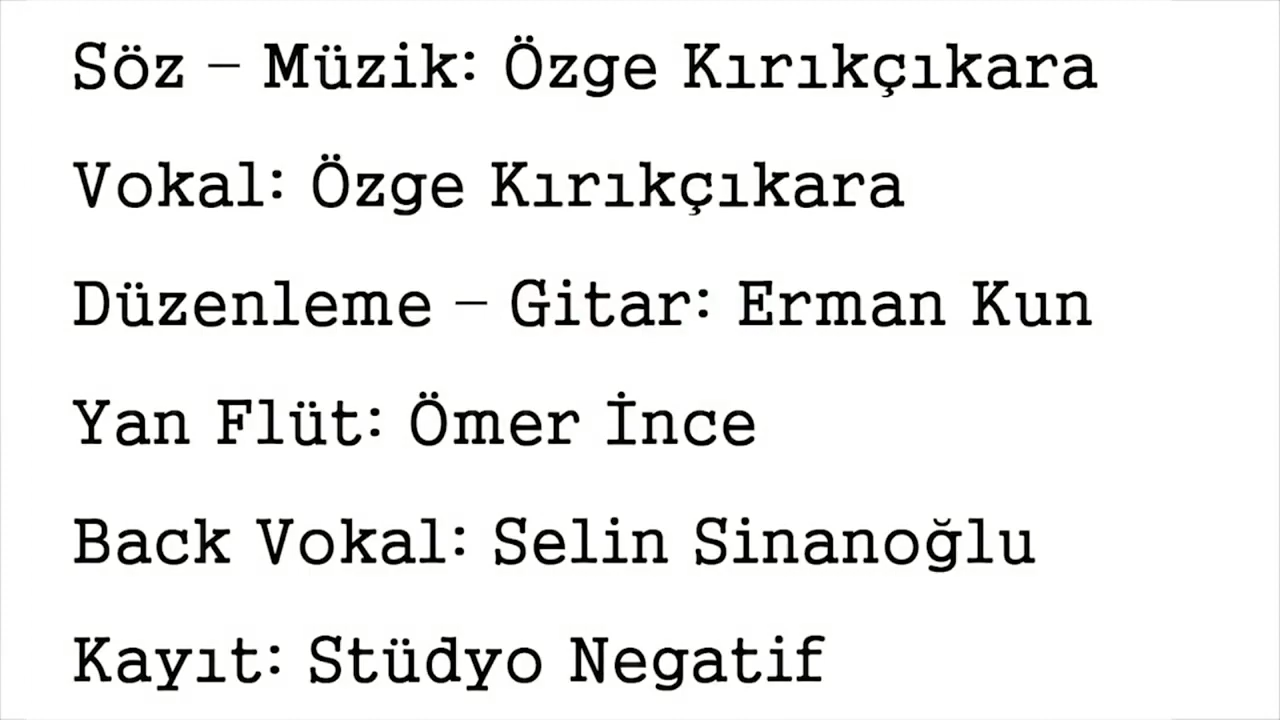 Söz – Müzik: Özge Kırıkçıkara
Vokal: Özge Kırıkçıkara
Düzenleme – Gitar: Erman Kun
Yan Flüt: Ömer İnce
Back Vokal: Selin Sinanoğlu
Kayıt: Stüdyo Negatif